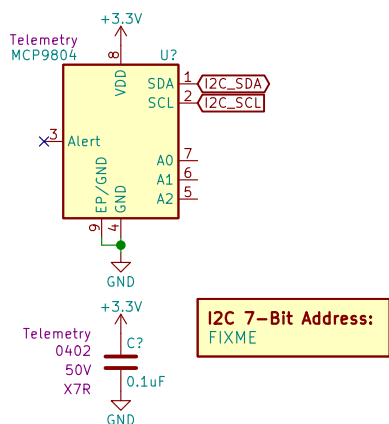 +3.3V
Telemetry
MCP9804
U?
8
VDD
SDA 1 I2C_SDA
SCL 2 I2C_SCL
3 Alert
A0 7
A1 6
A2 5
EP/GND
GND
9 4
GND
+3.3V
Telemetry
0402
50V
X7R
C?
0.1uF
GND
I2C 7-Bit Address:
FIXME